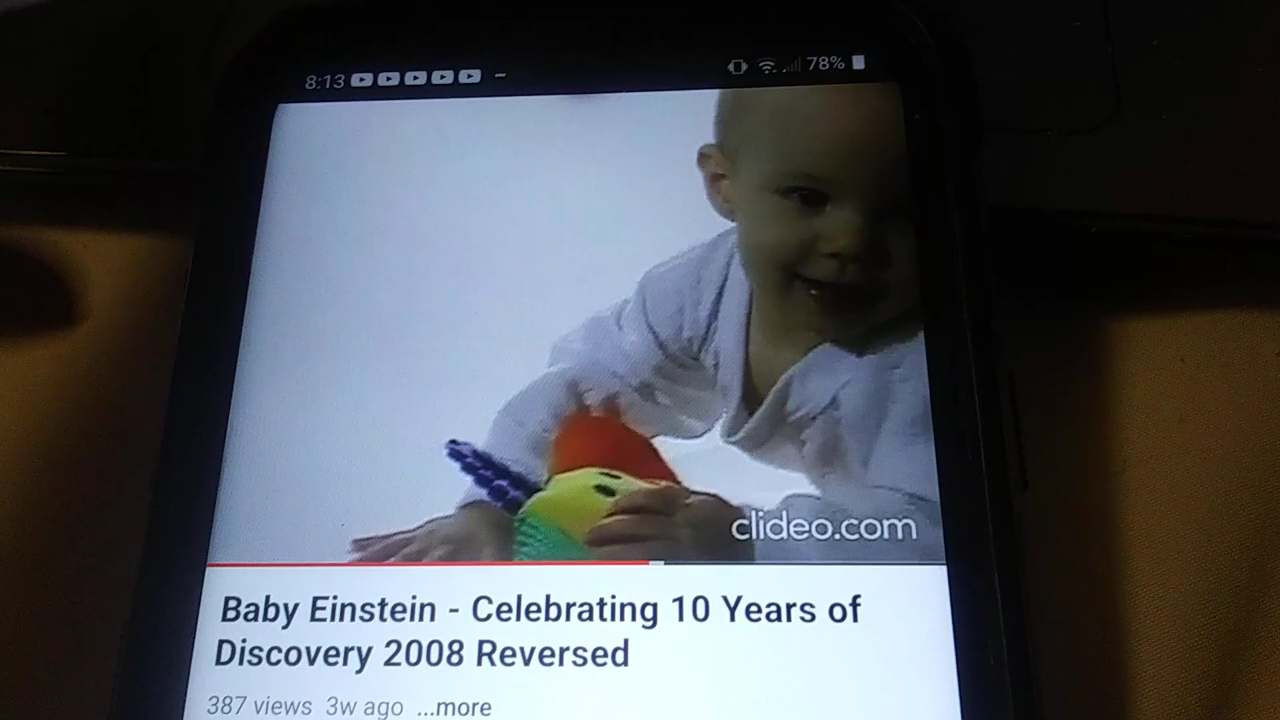 8:13 78%
clideo.com
Baby Einstein - Celebrating 10 Years of
Discovery 2008 Reversed
387 views 3w ago ...more